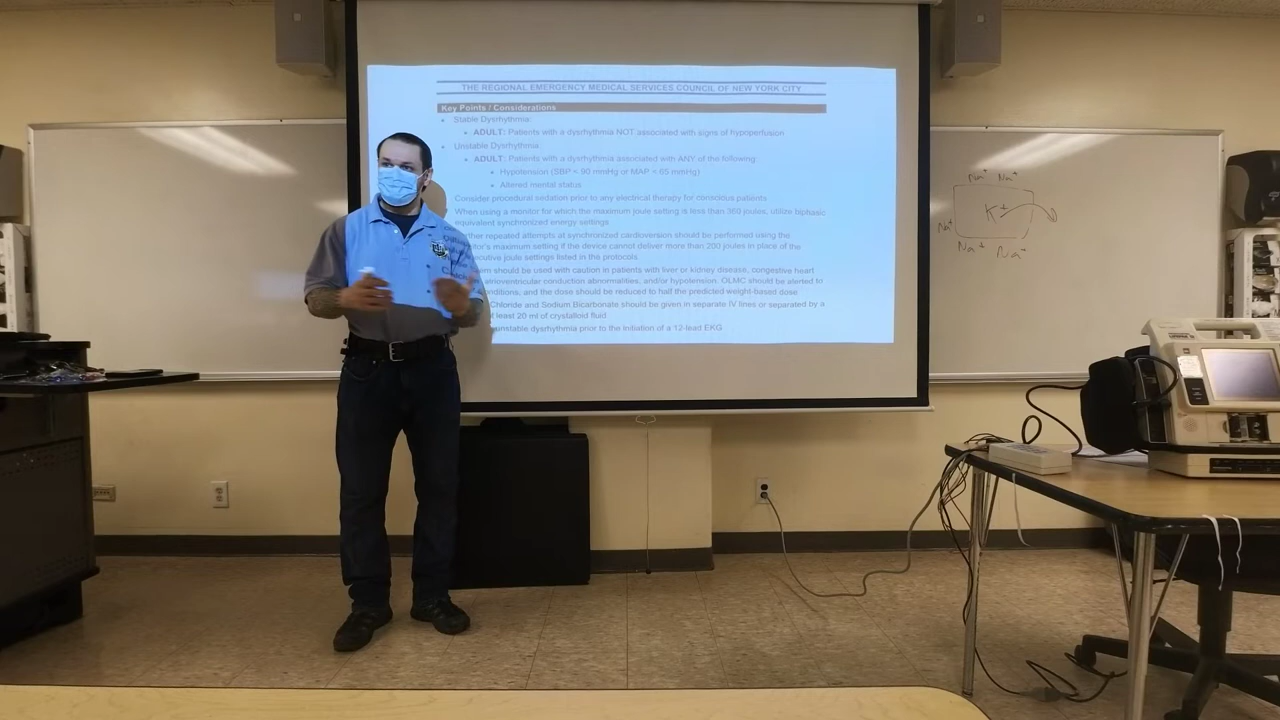 THE REGIONAL EMERGENCY MEDICAL SERVICES COUNCIL OF NEW YORK CITY
Key Points / Considerations
• Stable Dysrhythmia:
• ADULT: Patients with a dysrhythmia NOT associated with signs of hypoperfusion
• Unstable Dysrhythmia
• ADULT: Patients with a dysrhythmia associated with ANY of the following
• Hypotension (SBP < 90 mmHg or MAP < 65 mmHg)
• Altered mental status
Consider procedural sedation prior to any electrical therapy for conscious patients
When using a monitor for which the maximum joule setting is less than 360 joules, utilize biphasic
equivalent synchronized energy settings
repeated attempts at synchronized cardioversion should be performed using the
maximum setting if the device cannot deliver more than 200 joules in place of the
joule settings listed in the protocols
should be used with caution in patients with liver or kidney disease, congestive heart
atrioventricular conduction abnormalities, and/or hypotension. OLMC should be alerted to
and the dose should be reduced to half the predicted weight-based dose
Chloride and Sodium Bicarbonate should be given in separate IV lines or separated by a
least 20 ml of crystalloid fluid
unstable dysrhythmia prior to the initiation of a 12-lead EKG
Na+ Na+
K+
Na+
Na+ Na+